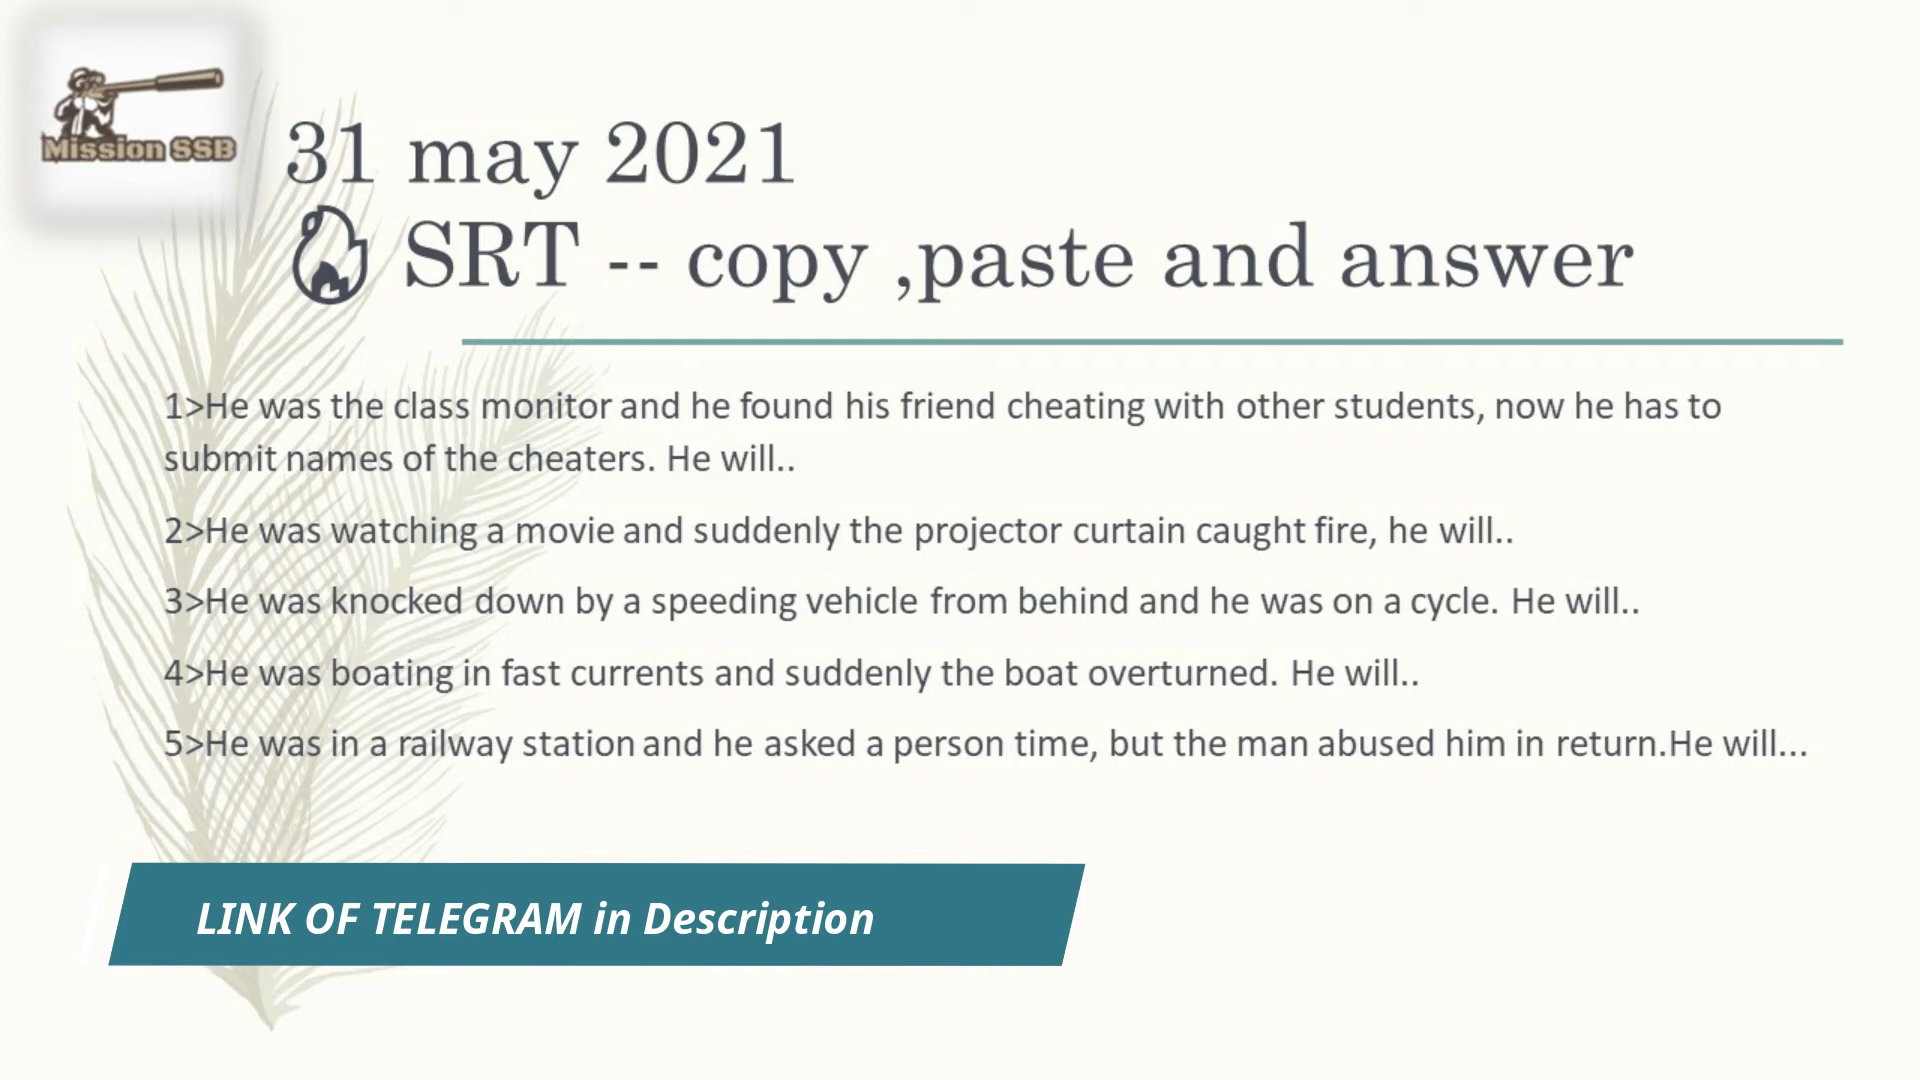 Mission SSB
31 may 2021
🔥 SRT -- copy ,paste and answer
1>He was the class monitor and he found his friend cheating with other students, now he has to
submit names of the cheaters. He will..
2>He was watching a movie and suddenly the projector curtain caught fire, he will..
3>He was knocked down by a speeding vehicle from behind and he was on a cycle. He will..
4>He was boating in fast currents and suddenly the boat overturned. He will..
5>He was in a railway station and he asked a person time, but the man abused him in return.He will...
LINK OF TELEGRAM in Description